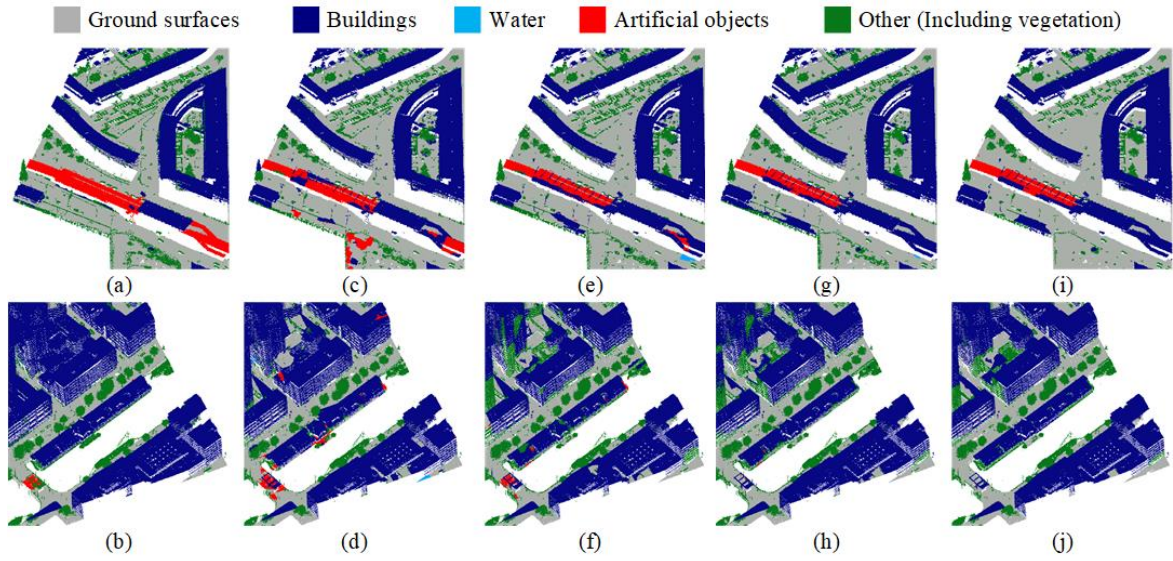 Ground surfaces Buildings Water Artificial objects Other (Including vegetation)
(a) (c) (e) (g) (i)
(b) (d) (f) (h) (j)